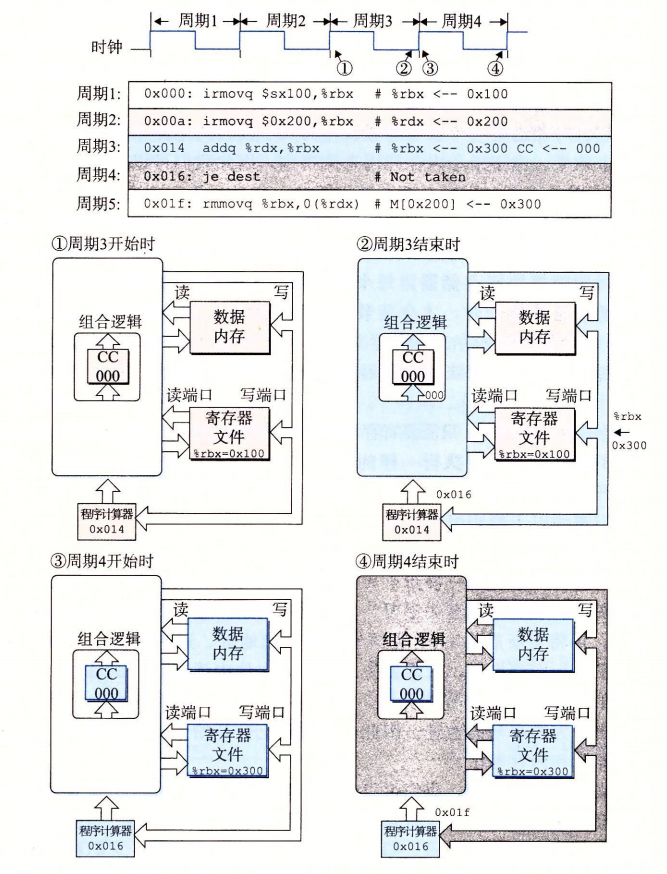 周期1 周期2 周期3 周期4
时钟
① ② ③ ④
周期1: 0x000: irmovq $sx100,%rbx # %rbx <-- 0x100
周期2: 0x00a: irmovq $0x200,%rbx # %rdx <-- 0x200
周期3: 0x014 addq %rdx,%rbx # %rbx <-- 0x300 CC <-- 000
周期4: 0x016: je dest # Not taken
周期5: 0x01f: rmmovq %rbx,0(%rdx) # M[0x200] <-- 0x300
①周期3开始时
读 写
组合逻辑
数据
内存
CC
000
读端口 写端口
寄存器
文件
%rbx=0x100
程序计算器
0x014
②周期3结束时
读 写
组合逻辑
数据
内存
CC
000
000
读端口 写端口
寄存器
文件
%rbx=0x100
%rbx
0x300
0x016
程序计算器
0x014
③周期4开始时
读 写
组合逻辑
数据
内存
CC
000
读端口 写端口
寄存器
文件
%rbx=0x300
程序计算器
0x016
④周期4结束时
读 写
组合逻辑
数据
内存
CC
000
读端口 写端口
寄存器
文件
%rbx=0x300
0x01f
程序计算器
0x016